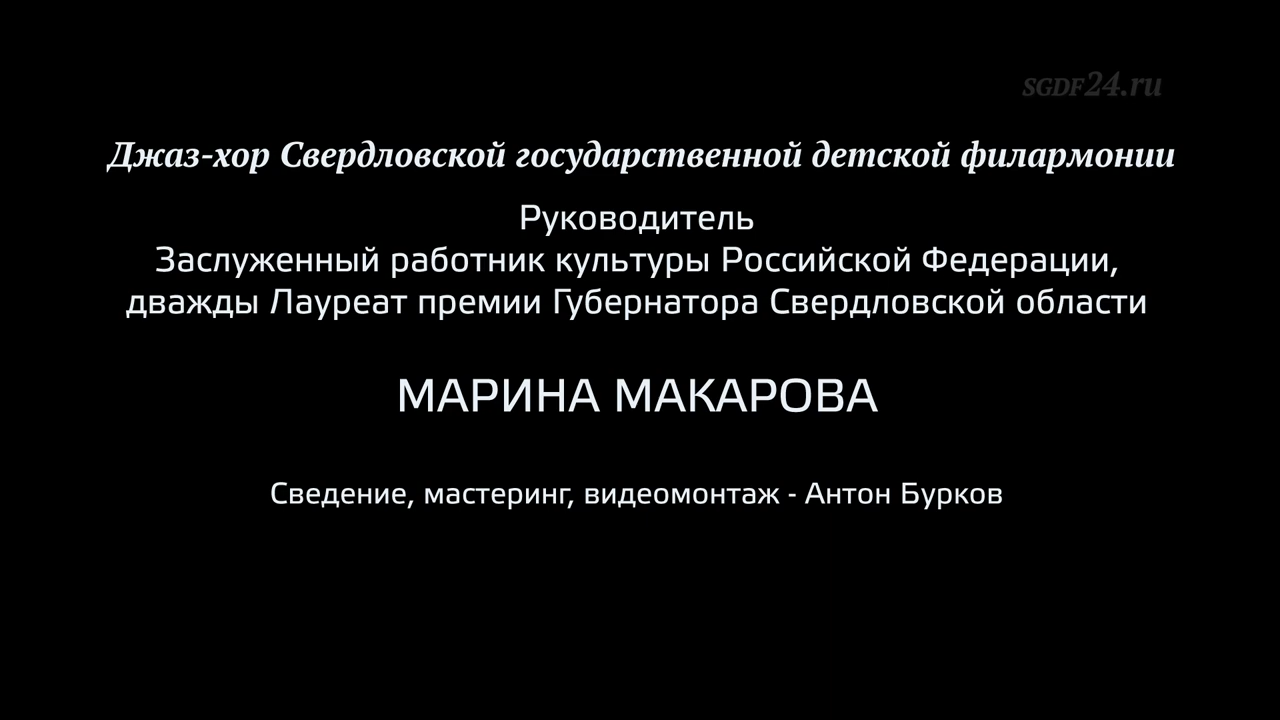 SGDF24.ru
Джаз-хор Свердловской государственной детской филармонии
Руководитель
Заслуженный работник культуры Российской Федерации,
дважды Лауреат премии Губернатора Свердловской области
МАРИНА МАКАРОВА
Сведение, мастеринг, видеомонтаж - Антон Бурков